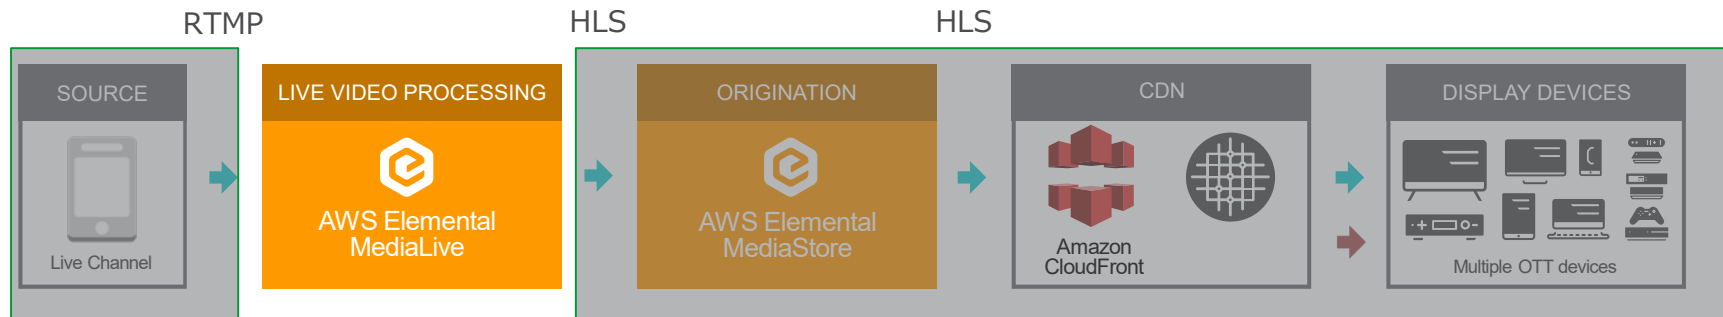 RTMP
HLS
HLS
SOURCE
Live Channel
LIVE VIDEO PROCESSING
AWS Elemental
MediaLive
ORIGINATION
AWS Elemental
MediaStore
CDN
Amazon
CloudFront
DISPLAY DEVICES
Multiple OTT devices